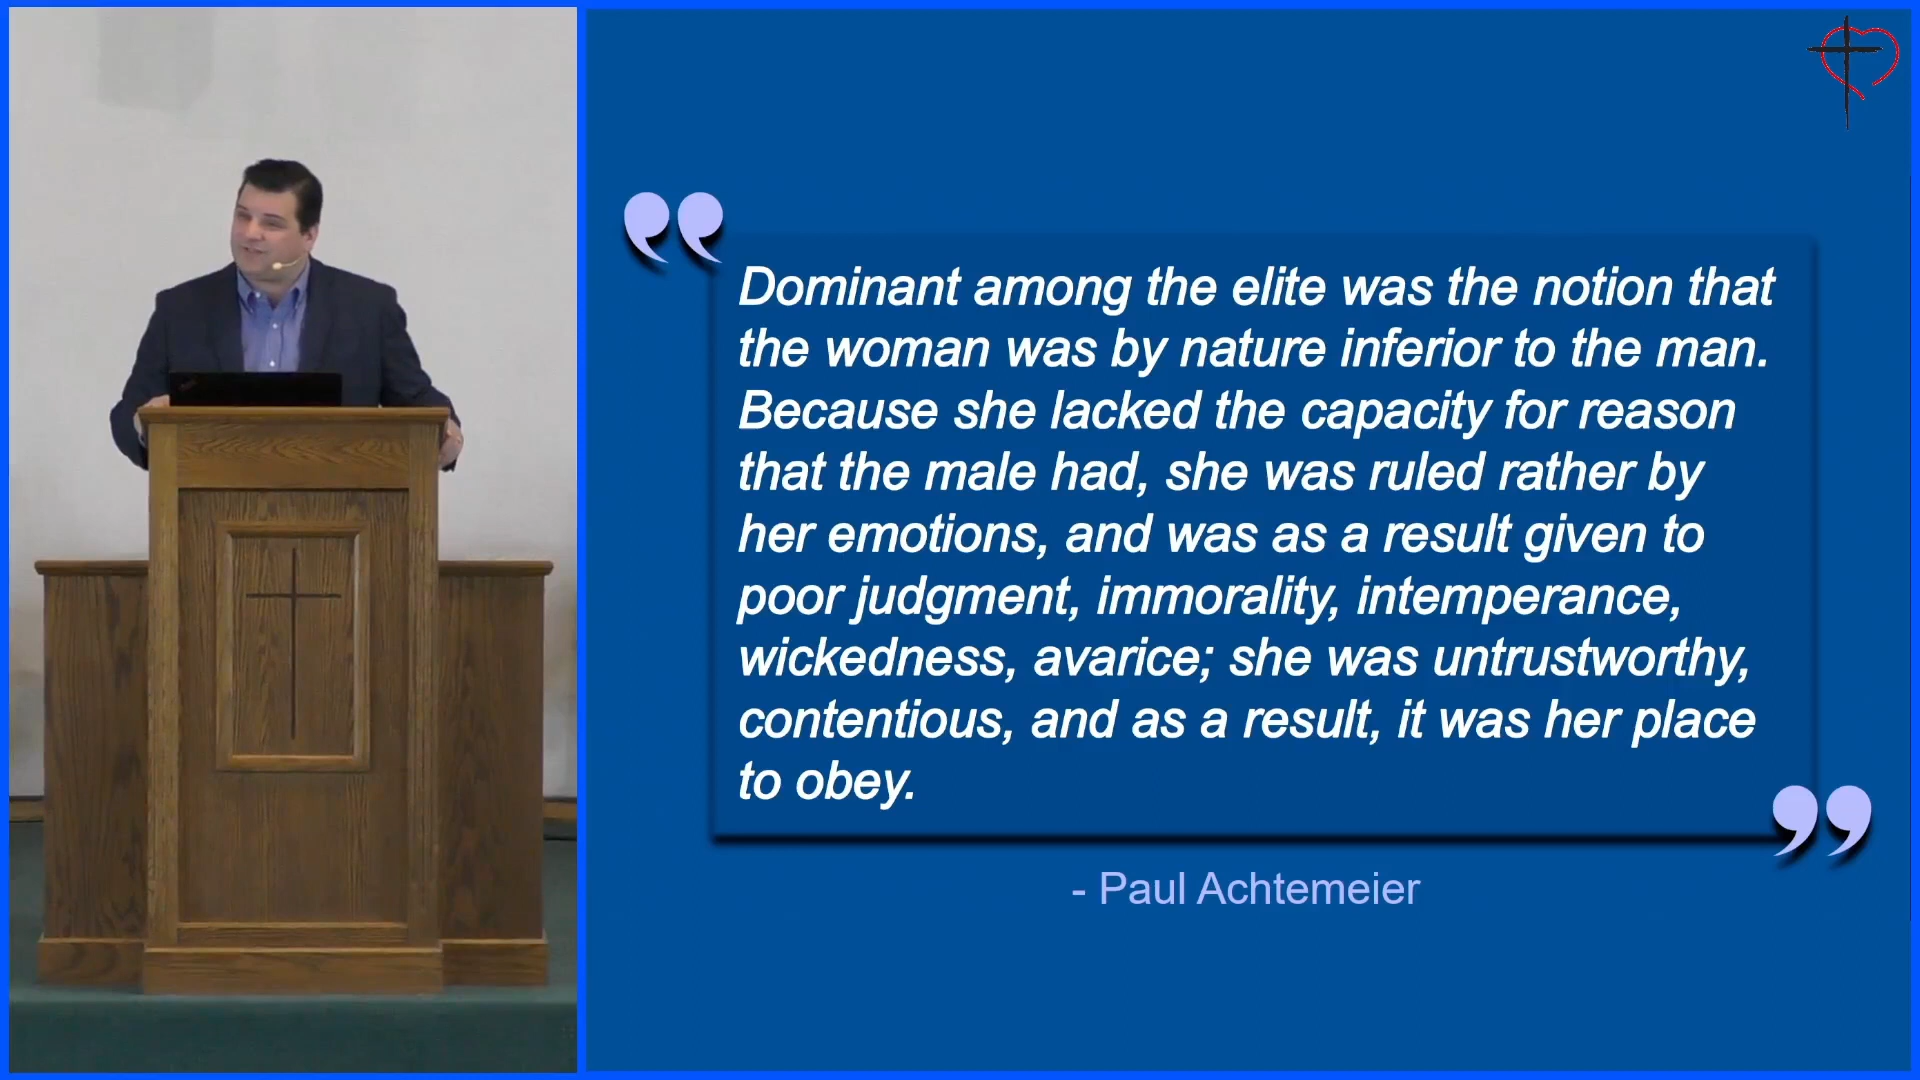 Dominant among the elite was the notion that
the woman was by nature inferior to the man.
Because she lacked the capacity for reason
that the male had, she was ruled rather by
her emotions, and was as a result given to
poor judgment, immorality, intemperance,
wickedness, avarice; she was untrustworthy,
contentious, and as a result, it was her place
to obey.
- Paul Achtemeier